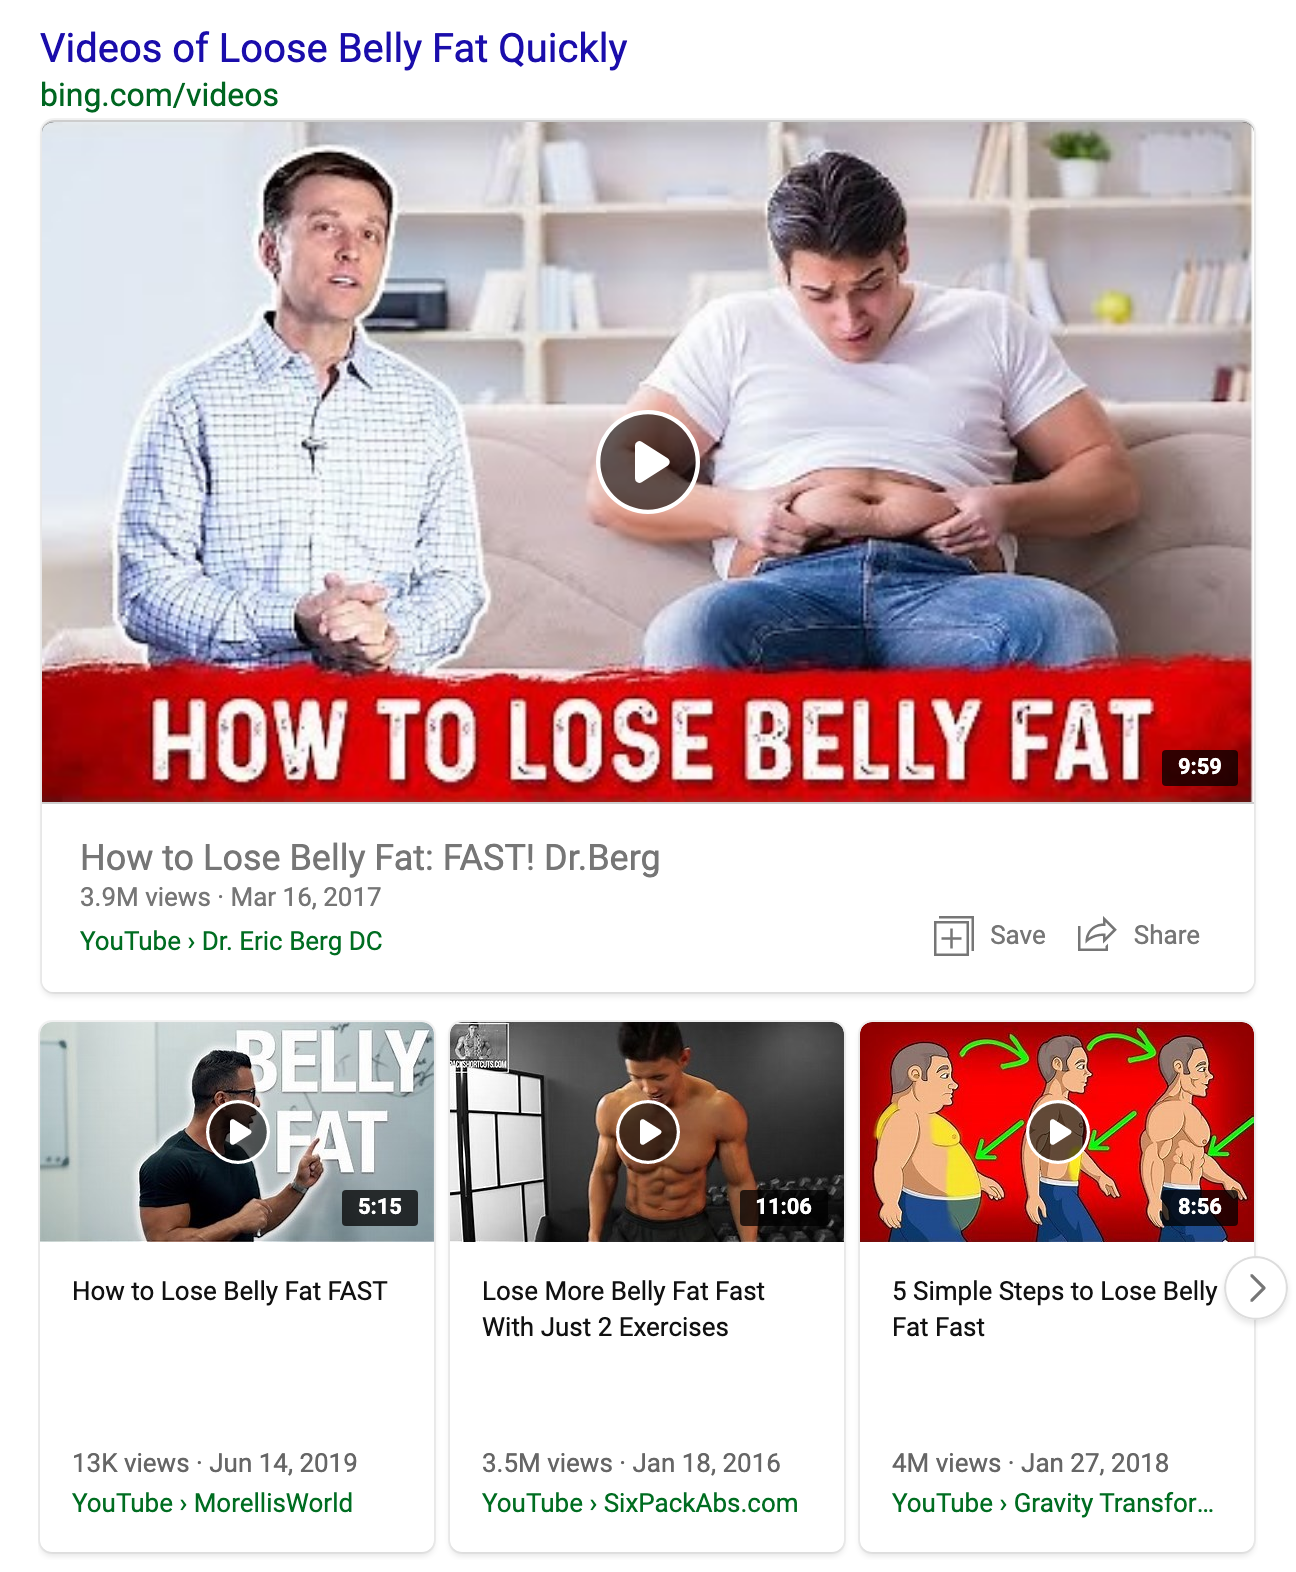 Videos of Loose Belly Fat Quickly
bing.com/videos
HOW TO LOSE BELLY FAT
9:59
How to Lose Belly Fat: FAST! Dr.Berg
3.9M views · Mar 16, 2017
YouTube › Dr. Eric Berg DC
Save
Share
BELLY
FAT
5:15
How to Lose Belly Fat FAST
13K views · Jun 14, 2019
YouTube › MorellisWorld
11:06
Lose More Belly Fat Fast
With Just 2 Exercises
3.5M views · Jan 18, 2016
YouTube › SixPackAbs.com
8:56
5 Simple Steps to Lose Belly
Fat Fast
4M views · Jan 27, 2018
YouTube › Gravity Transfor...